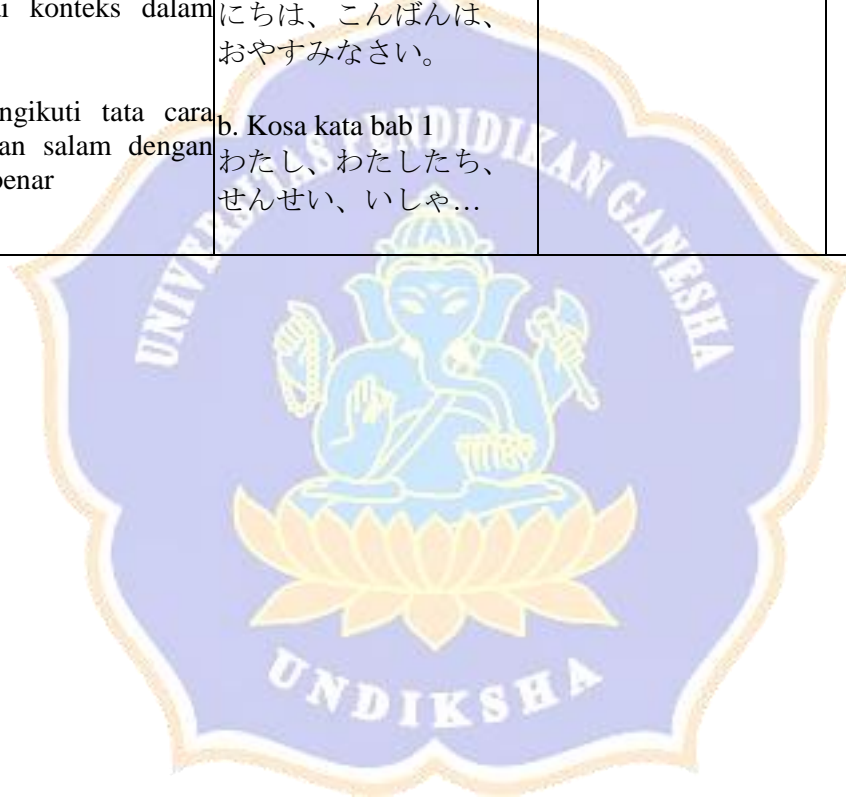 konteks dalam
ngikuti tata cara
an salam dengan
benar
にちは、こんばんは、
おやすみなさい。
b. Kosa kata bab 1
わたし、わたしたち、
せんせい、いしゃ…
UNIVERSITAS PENDIDIKAN GANESHA
UNDIKSHA